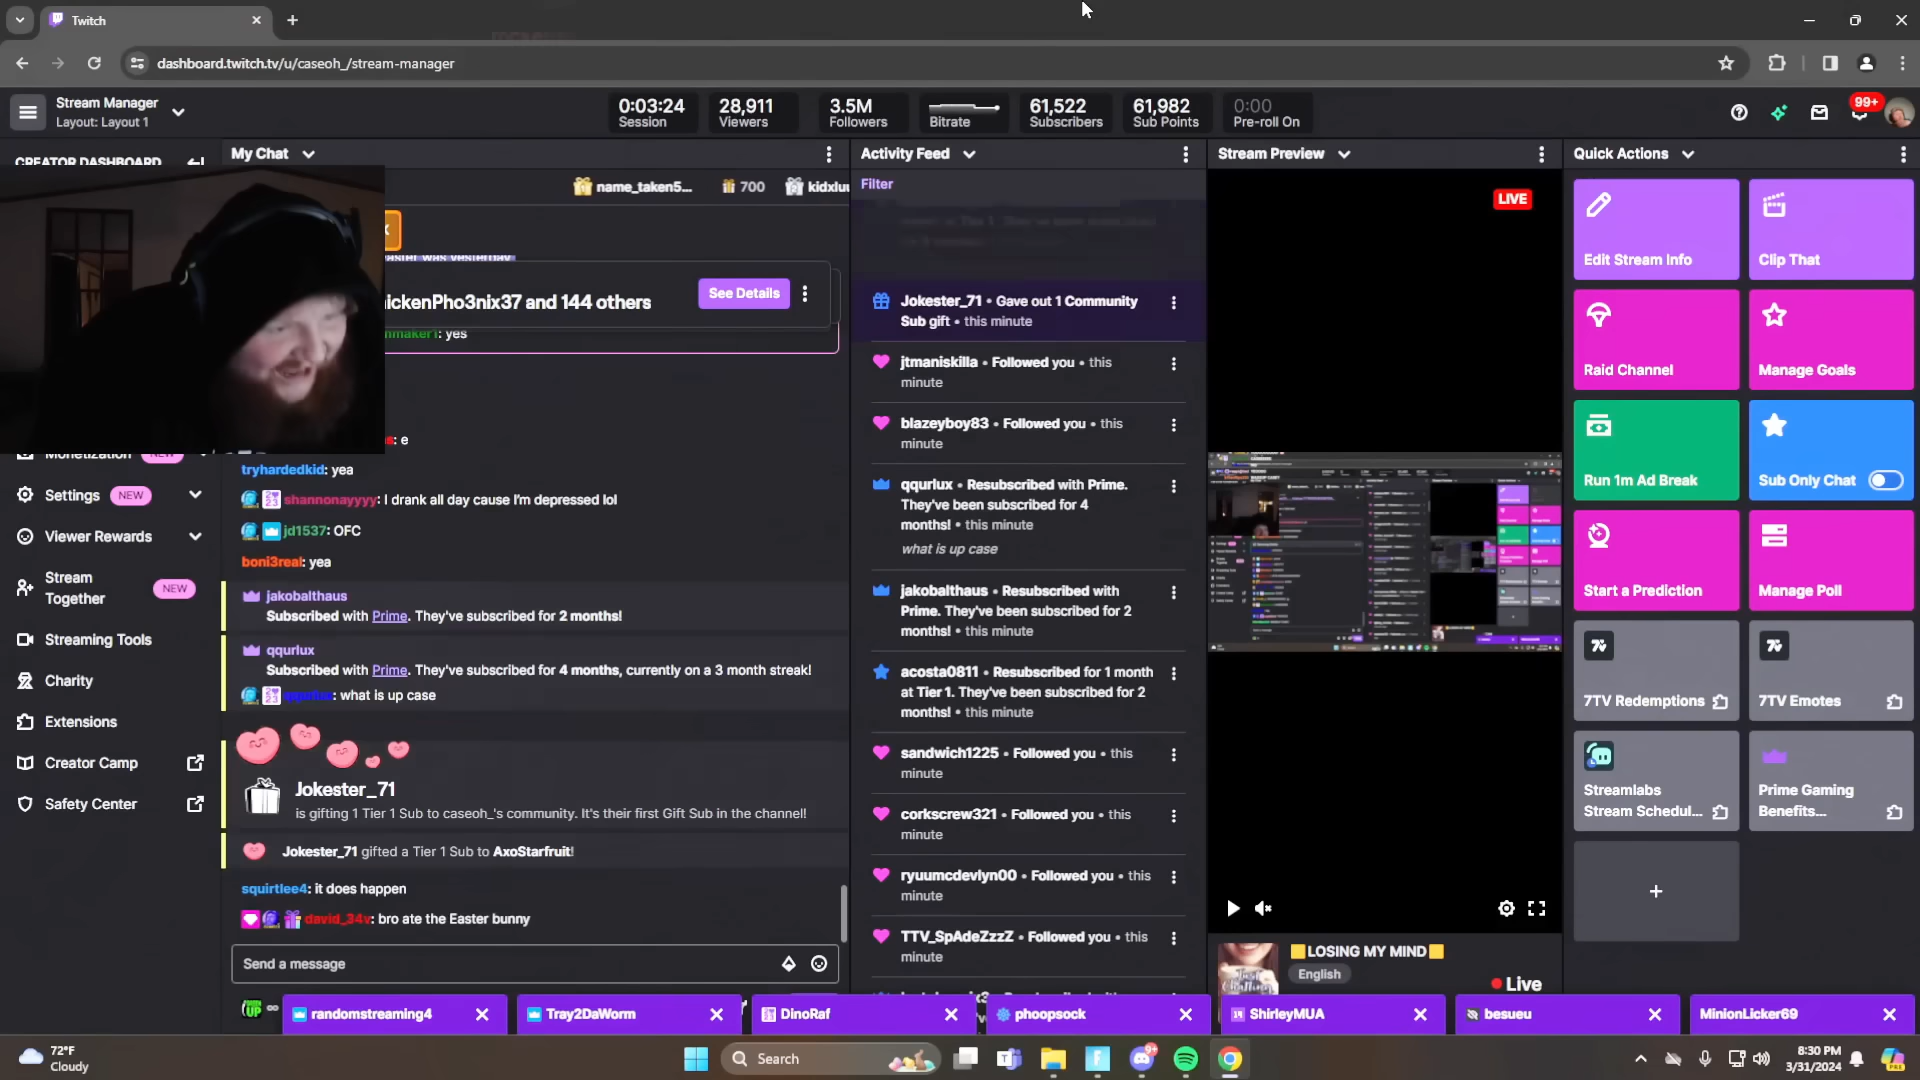 Twitch
dashboard.twitch.tv/u/caseoh_/stream-manager
Stream Manager
Layout: Layout 1
0:03:24
Session
28,911
Viewers
3.5M
Followers
Bitrate
61,522
Subscribers
61,982
Sub Points
0:00
Pre-roll On
99+
CREATOR DASHBOARD
Monetization NEW
Settings NEW
Viewer Rewards
Stream
Together
NEW
Streaming Tools
Charity
Extensions
Creator Camp
Safety Center
My Chat
name_taken5...
700
ickenPho3nix37 and 144 others
See Details
nmaker1: yes
: e
tryhardedkid: yea
shannonayyyy: I drank all day cause I'm depressed lol
jd1537: OFC
boni3real: yea
jakobalthaus
Subscribed with Prime. They've subscribed for 2 months!
qqurlux
Subscribed with Prime. They've subscribed for 4 months, currently on a 3 month streak!
qqurlux: what is up case
Jokester_71
is gifting 1 Tier 1 Sub to caseoh_'s community. It's their first Gift Sub in the channel!
Jokester_71 gifted a Tier 1 Sub to AxoStarfruit!
squirtlee4: it does happen
david_34v: bro ate the Easter bunny
Send a message
Activity Feed
Filter
Jokester_71 • Gave out 1 Community
Sub gift • this minute
jtmaniskilla • Followed you • this
minute
blazeyboy83 • Followed you • this
minute
qqurlux • Resubscribed with Prime.
They've been subscribed for 4
months! • this minute
what is up case
jakobalthaus • Resubscribed with
Prime. They've been subscribed for 2
months! • this minute
acosta0811 • Resubscribed for 1 month
at Tier 1. They've been subscribed for 2
months! • this minute
sandwich1225 • Followed you • this
minute
corkscrew321 • Followed you • this
minute
ryuumcdevlyn00 • Followed you • this
minute
TTV_SpAdeZzzZ • Followed you • this
minute
Stream Preview
LIVE
LOSING MY MIND
English
Live
Quick Actions
Edit Stream Info
Clip That
Raid Channel
Manage Goals
Run 1m Ad Break
Sub Only Chat
Start a Prediction
Manage Poll
7TV Redemptions
7TV Emotes
Streamlabs
Stream Schedul...
Prime Gaming
Benefits...
randomstreaming4
Tray2DaWorm
DinoRaf
phoopsock
ShirleyMUA
besueu
MinionLicker69
72°F
Cloudy
Search
8:30 PM
3/31/2024